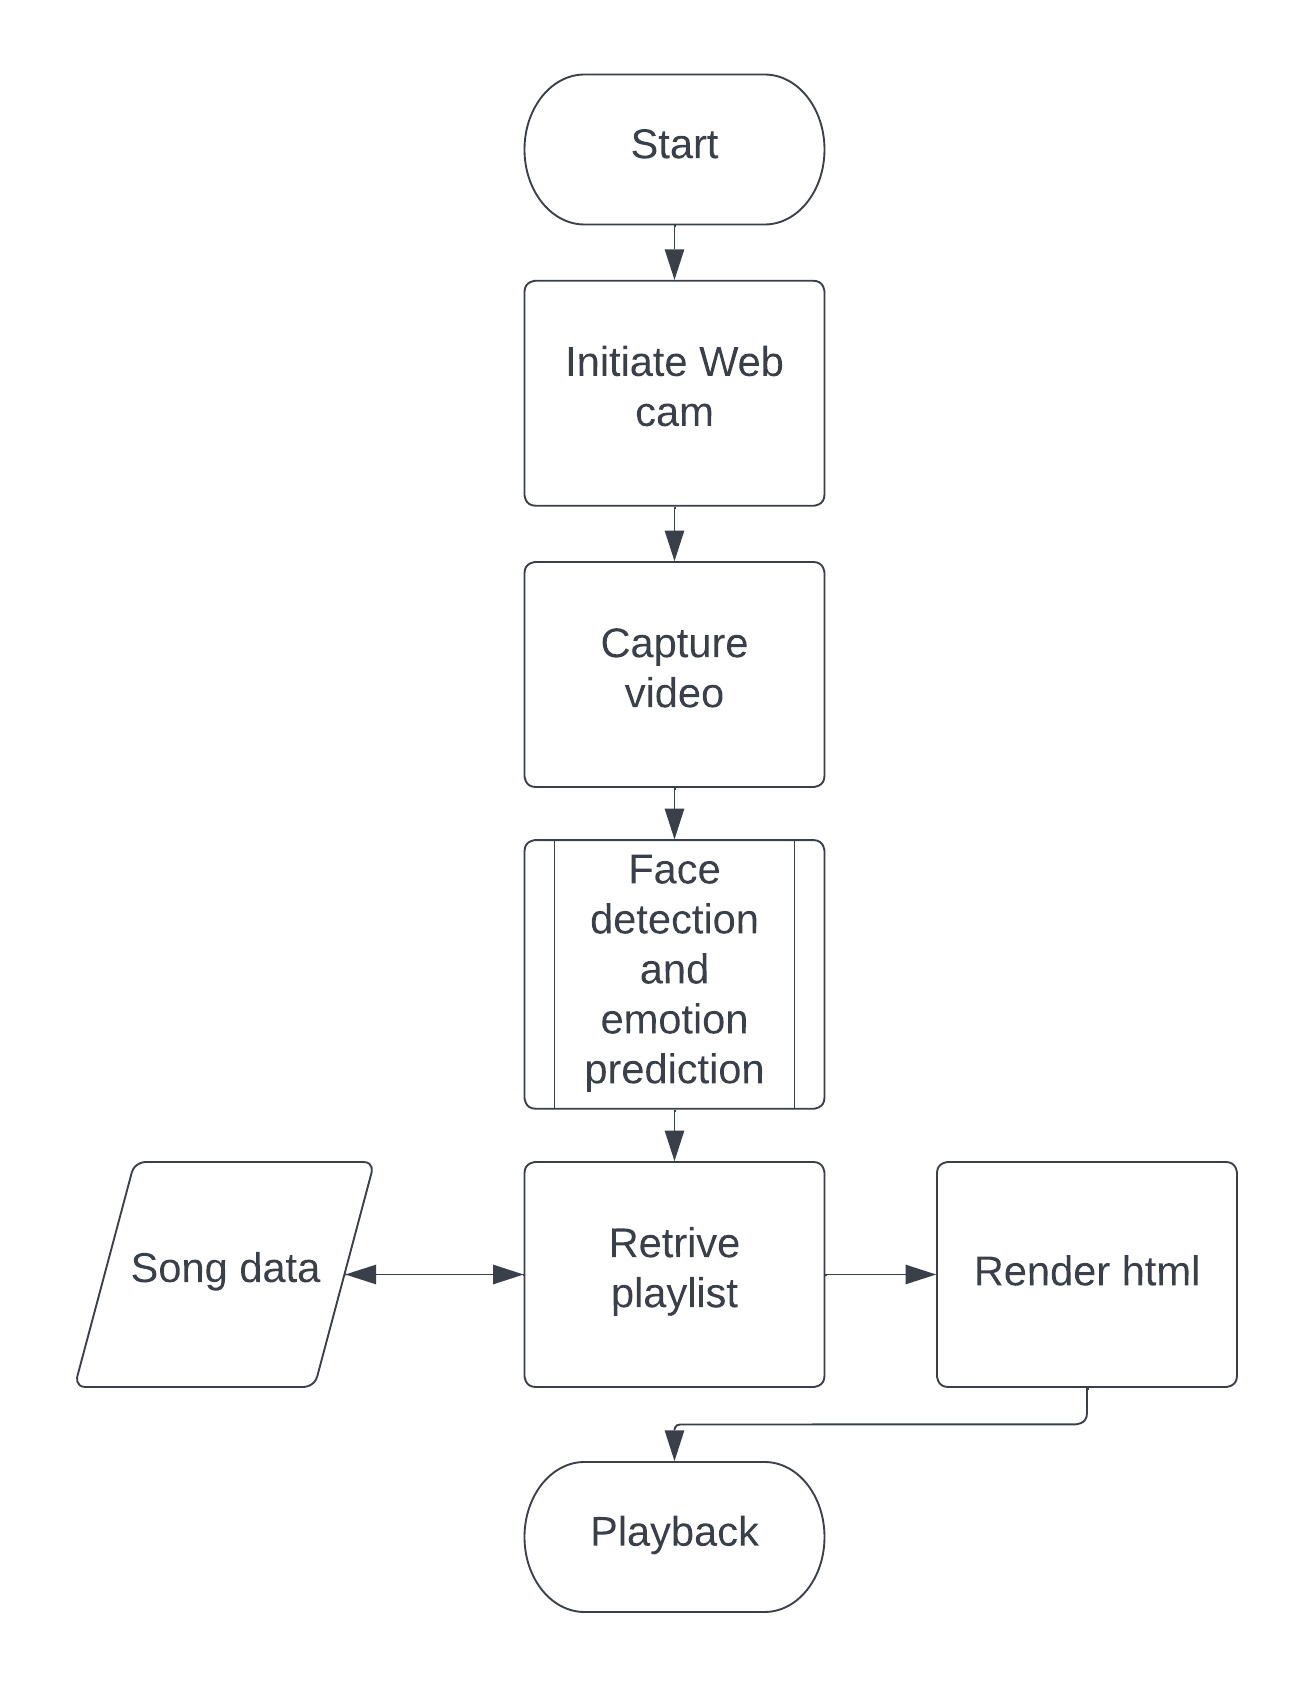 Start
Initiate Web
cam
Capture
video
Face
detection
and
emotion
prediction
Song data
Retrive
playlist
Render html
Playback